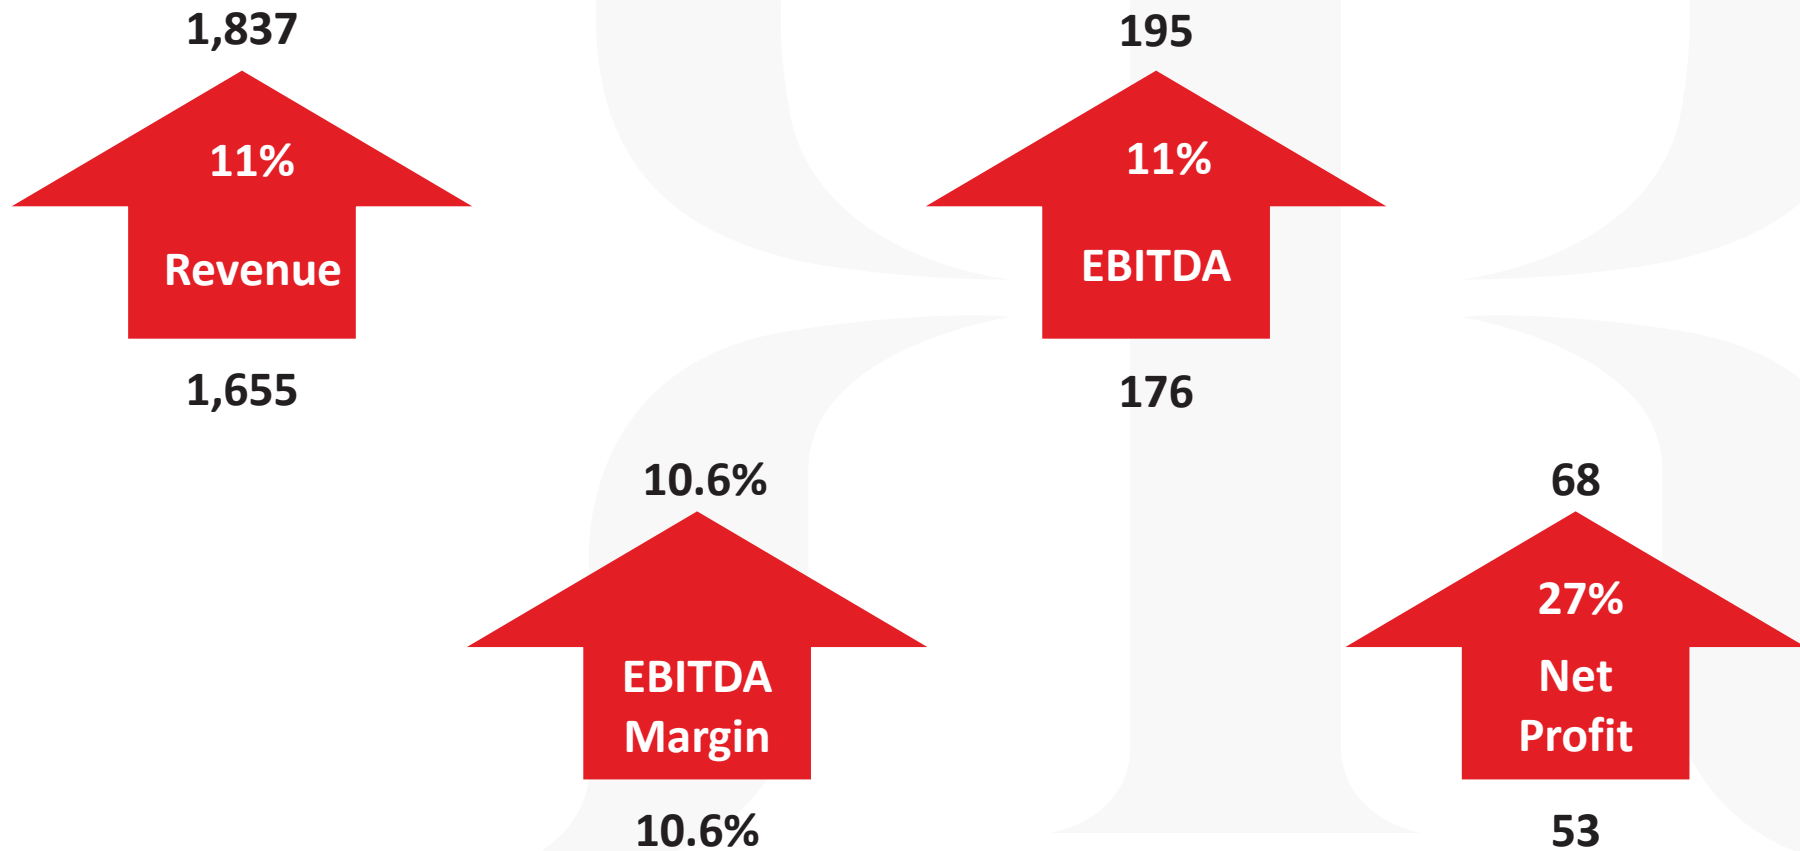 1,837
11%
Revenue
1,655
195
11%
EBITDA
176
10.6%
EBITDA
Margin
10.6%
68
27%
Net
Profit
53